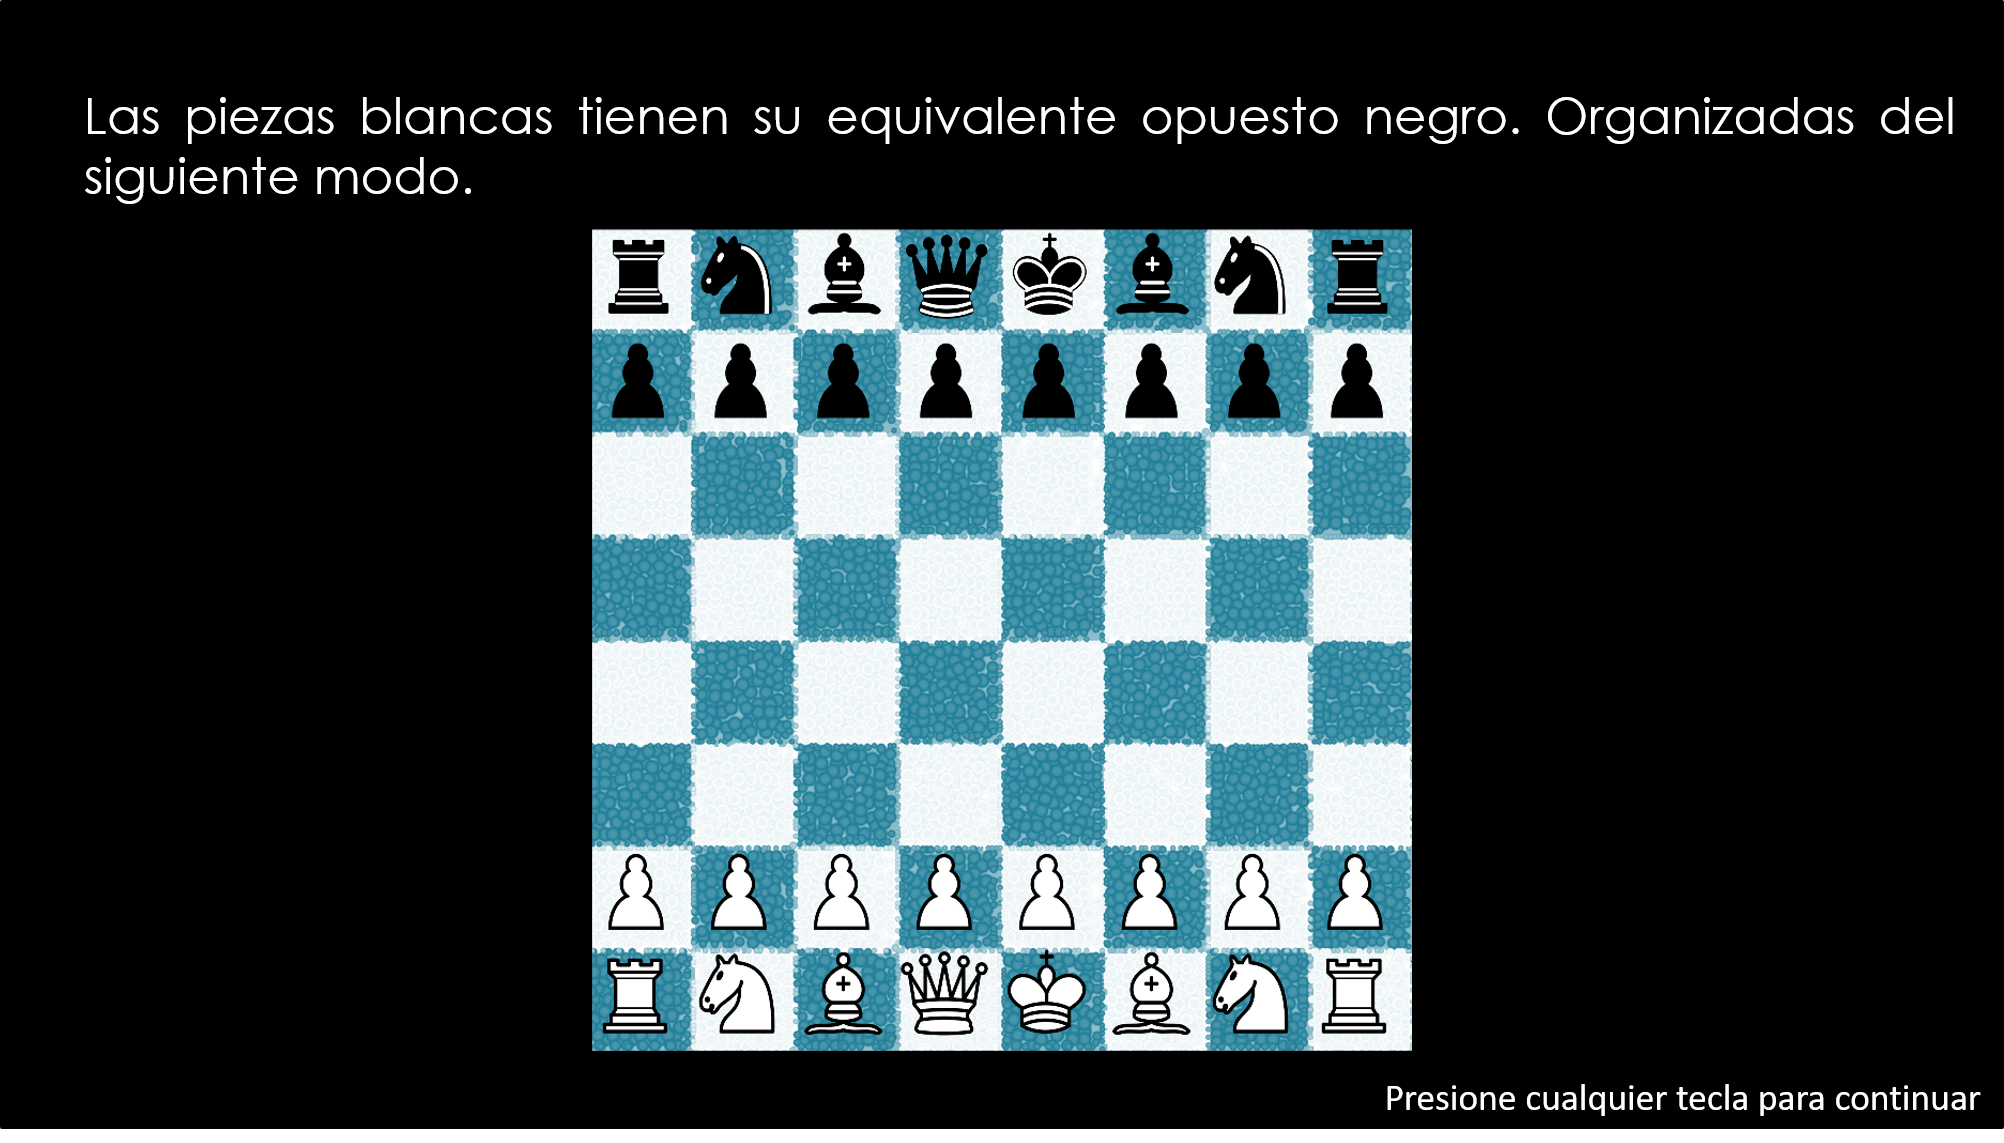 Las piezas blancas tienen su equivalente opuesto negro. Organizadas del
siguiente modo.
Presione cualquier tecla para continuar